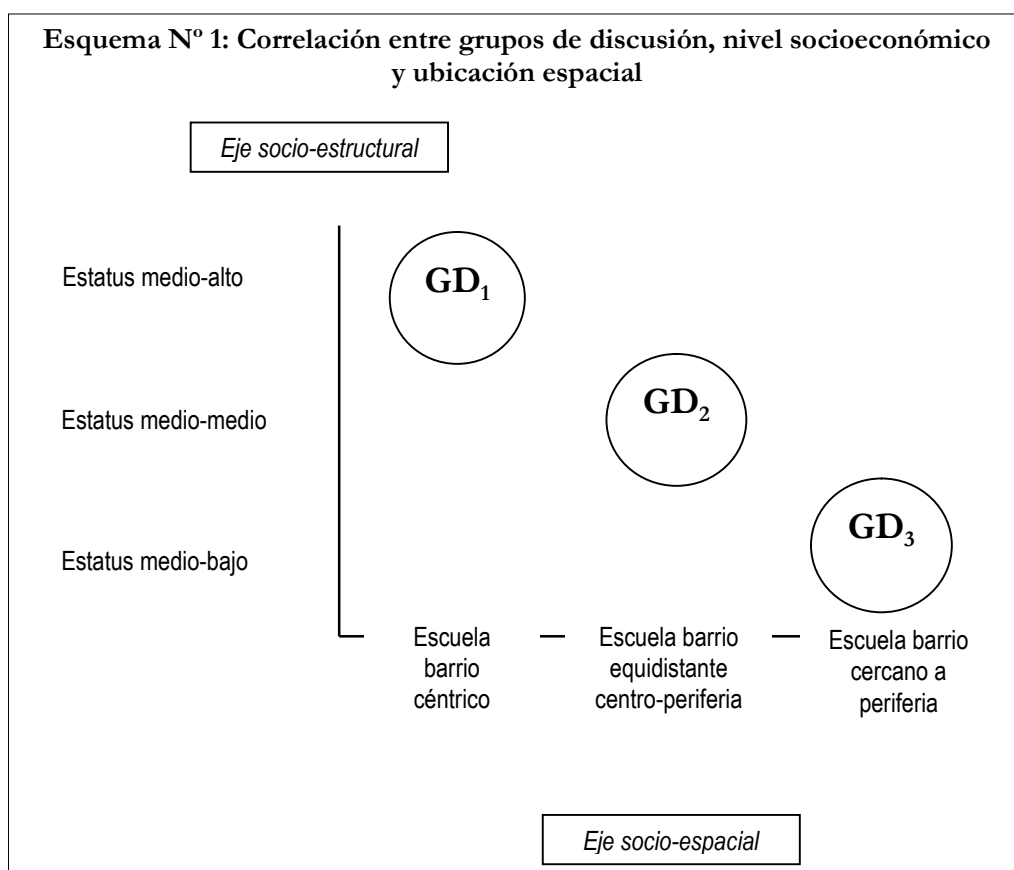 Esquema Nº 1: Correlación entre grupos de discusión, nivel socioeconómico
y ubicación espacial
Eje socio-estructural
Estatus medio-alto
GD₁
Estatus medio-medio
GD₂
Estatus medio-bajo
GD₃
Escuela
barrio
céntrico
Escuela barrio
equidistante
centro-periferia
Escuela barrio
cercano a
periferia
Eje socio-espacial